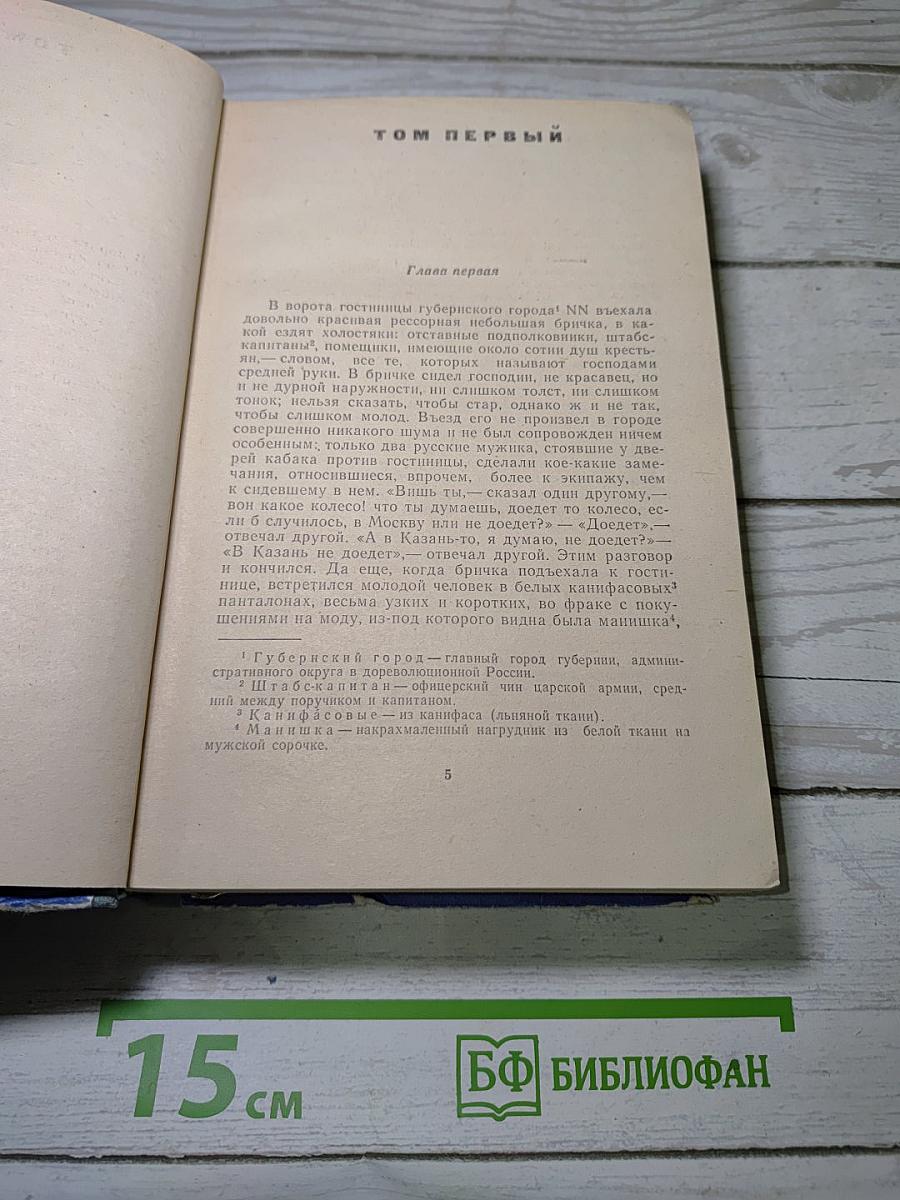 ТОМ ПЕРВЫЙ
Глава первая
В ворота гостиницы губернского города¹ NN въехала
довольно красивая рессорная небольшая бричка, в ка-
кой ездят холостяки: отставные подполковники, штабс-
капитаны², помещики, имеющие около сотни душ кресть-
ян,— словом, все те, которых называют господами
средней руки. В бричке сидел господин, не красавец, но
и не дурной наружности, ни слишком толст, ни слишком
тонок; нельзя сказать, чтобы стар, однако ж и не так,
чтобы слишком молод. Въезд его не произвел в городе
совершенно никакого шума и не был сопровожден ничем
особенным; только два русские мужика, стоявшие у две-
рей кабака против гостиницы, сделали кое-какие заме-
чания, относившиеся, впрочем, более к экипажу, чем
к сидевшему в нем. «Вишь ты,— сказал один другому,—
вон какое колесо! что ты думаешь, доедет то колесо, ес-
ли б случилось, в Москву или не доедет?» — «Доедет»,—
отвечал другой. «А в Казань-то, я думаю, не доедет?»—
«В Казань не доедет»,— отвечал другой. Этим разговор
и кончился. Да еще, когда бричка подъехала к гости-
нице, встретился молодой человек в белых канифасовых³
панталонах, весьма узких и коротких, во фраке с поку-
шениями на моду, из-под которого видна была манишка⁴,
¹ Губернский город — главный город губернии, админи-
стративного округа в дореволюционной России.
² Штабс-капитан — офицерский чин царской армии, сред-
ний между поручиком и капитаном.
³ Канифа́совые — из канифаса (льняной ткани).
⁴ Манишка — накрахмаленный нагрудник из белой ткани на
мужской сорочке.
5
15 см
БФ БИБЛИОФАН